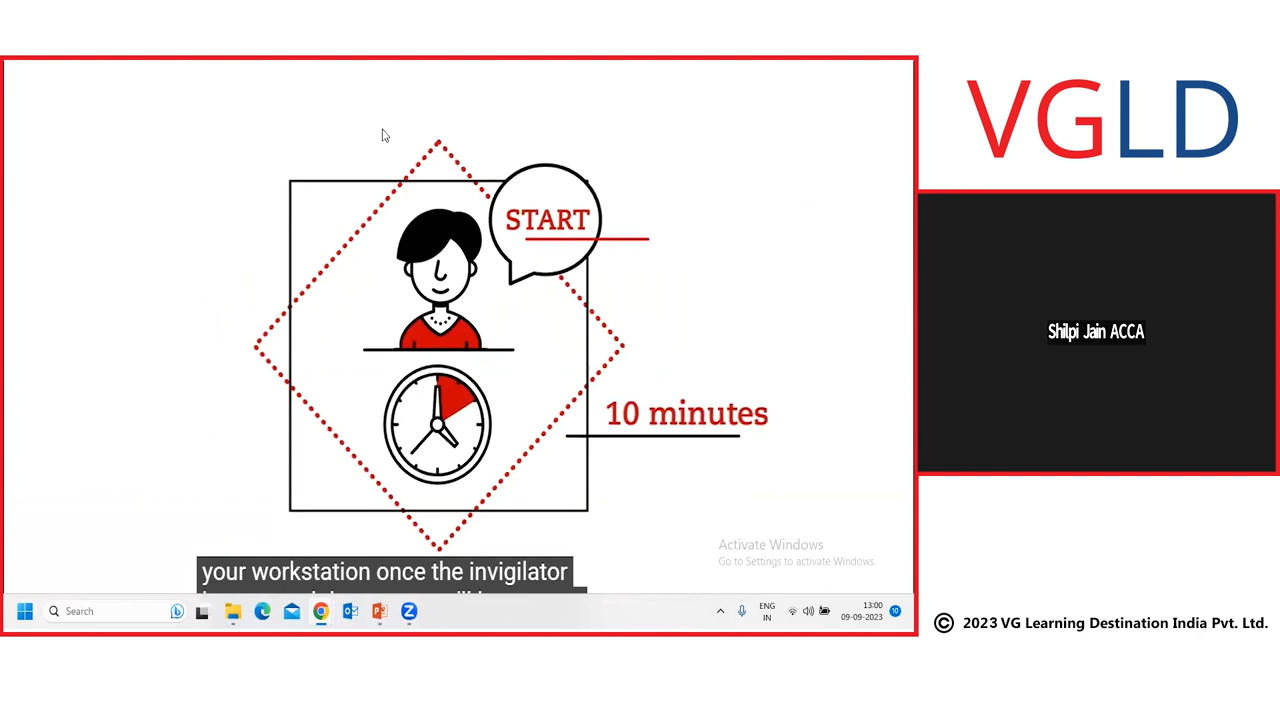 VGLD
START
Shilpi Jain ACCA
10 minutes
Activate Windows
Go to Settings to activate Windows.
your workstation once the invigilator
Search
ENG
IN
13:00
09-09-2023
10
© 2023 VG Learning Destination India Pvt. Ltd.